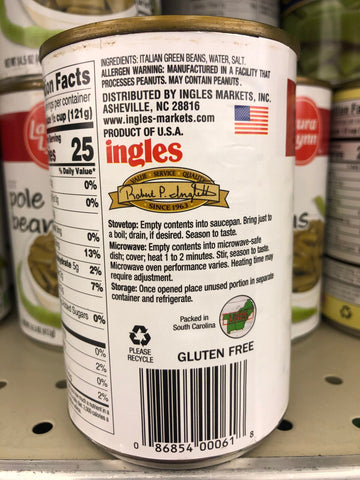 INGREDIENTS: ITALIAN GREEN BEANS, WATER, SALT.
ALLERGEN WARNING: MANUFACTURED IN A FACILITY THAT
PROCESSES PEANUTS. MAY CONTAIN PEANUTS.
DISTRIBUTED BY INGLES MARKETS, INC.
ASHEVILLE, NC 28816
www.ingles-markets.com
PRODUCT OF U.S.A.
ingles
VALUE • SERVICE • QUALITY
Robert P. Ingle
SINCE 1963
Stovetop: Empty contents into saucepan. Bring just to
a boil; drain, if desired. Season to taste.
Microwave: Empty contents into microwave-safe
dish; cover; heat 1 to 2 minutes. Stir, season to taste.
Microwave oven performance varies. Heating time may
require adjustment.
Storage: Once opened place unused portion in separate
container and refrigerate.
Packed in
South Carolina
PLEASE
RECYCLE
GLUTEN FREE
0 86854 00061 8
on Facts
per container
cup (121g)
25
% Daily Value*
0%
0%
13%
2%
7%
Sugars 0%
0%
2%
0%
2%
pole
bean